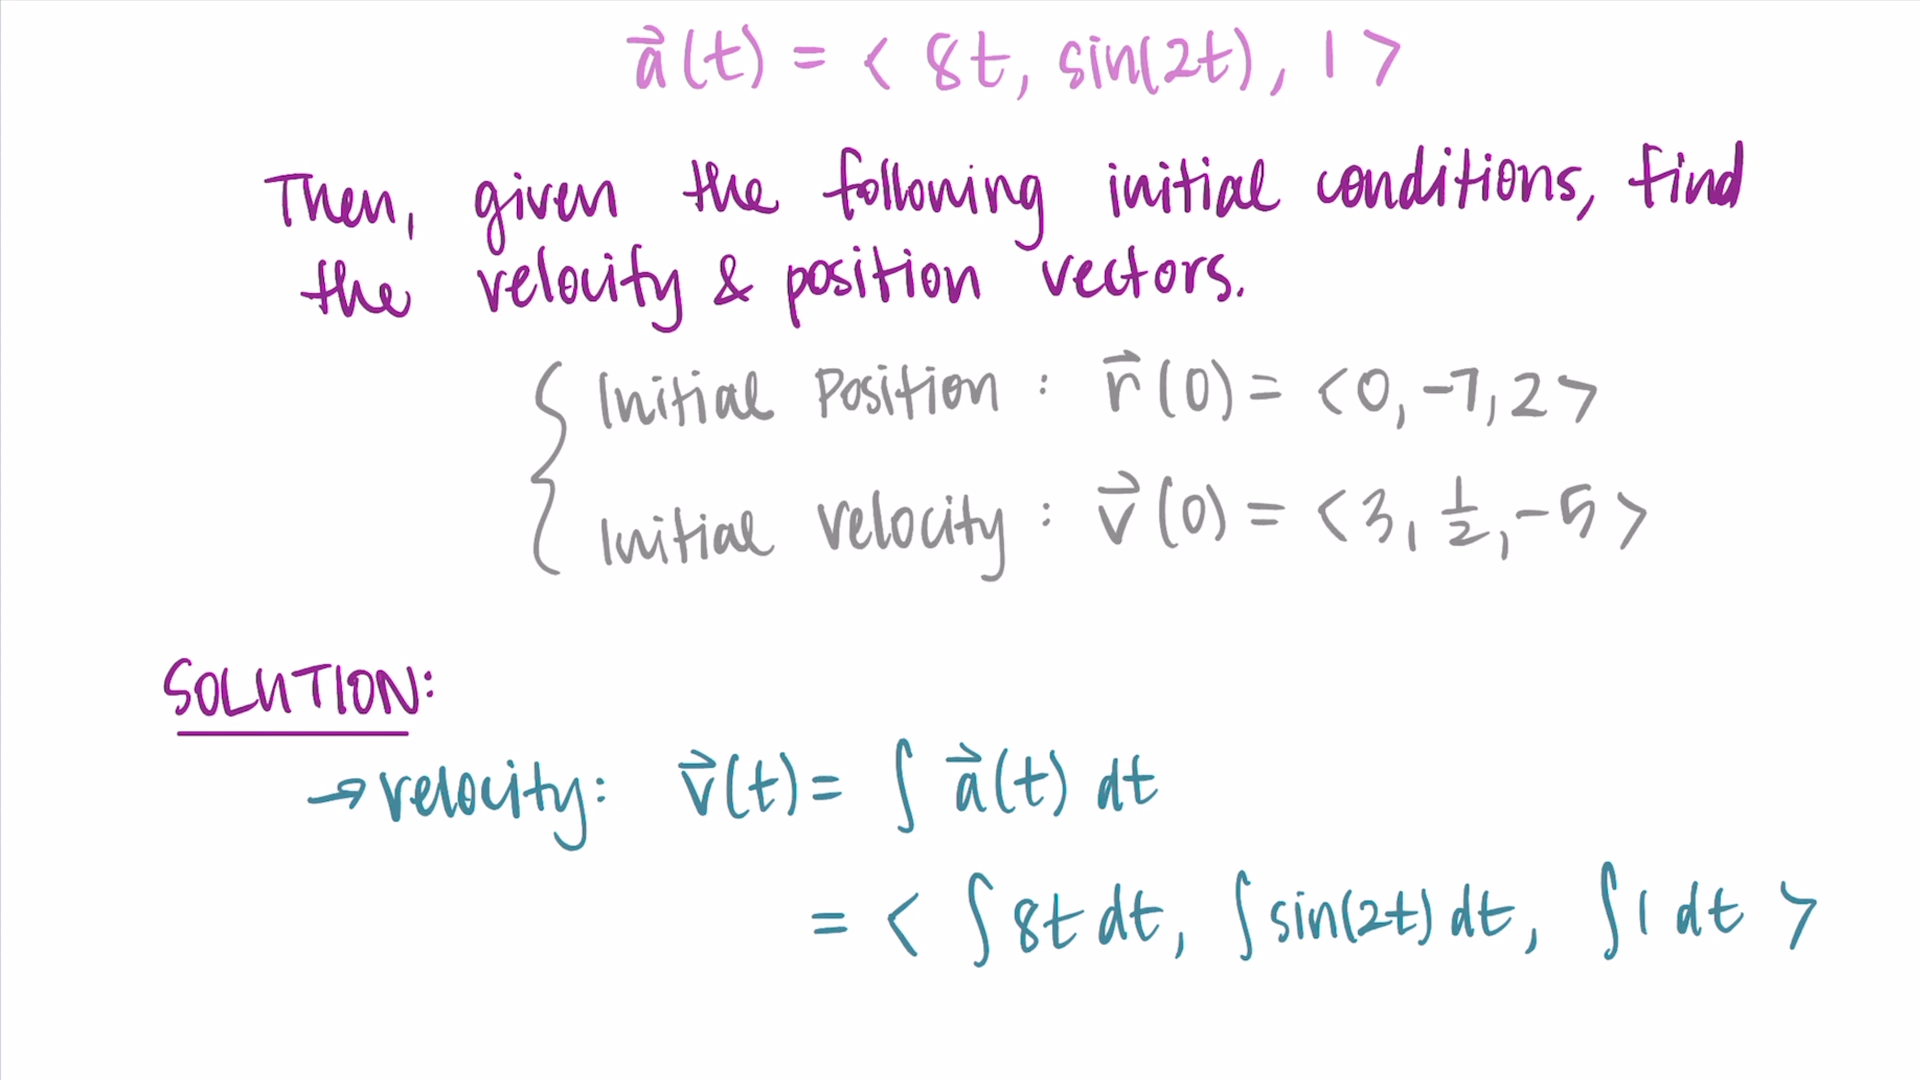 a⃗(t) = < 8t, sin(2t), 1 >
Then, given the following initial conditions, find
the velocity & position vectors.
Initial Position : r⃗(0) = <0, -7, 2>
Initial velocity : v⃗(0) = <3, 1/2, -5>
SOLUTION:
→ velocity: v⃗(t) = ∫ a⃗(t) dt
= < ∫ 8t dt, ∫ sin(2t) dt, ∫ 1 dt >